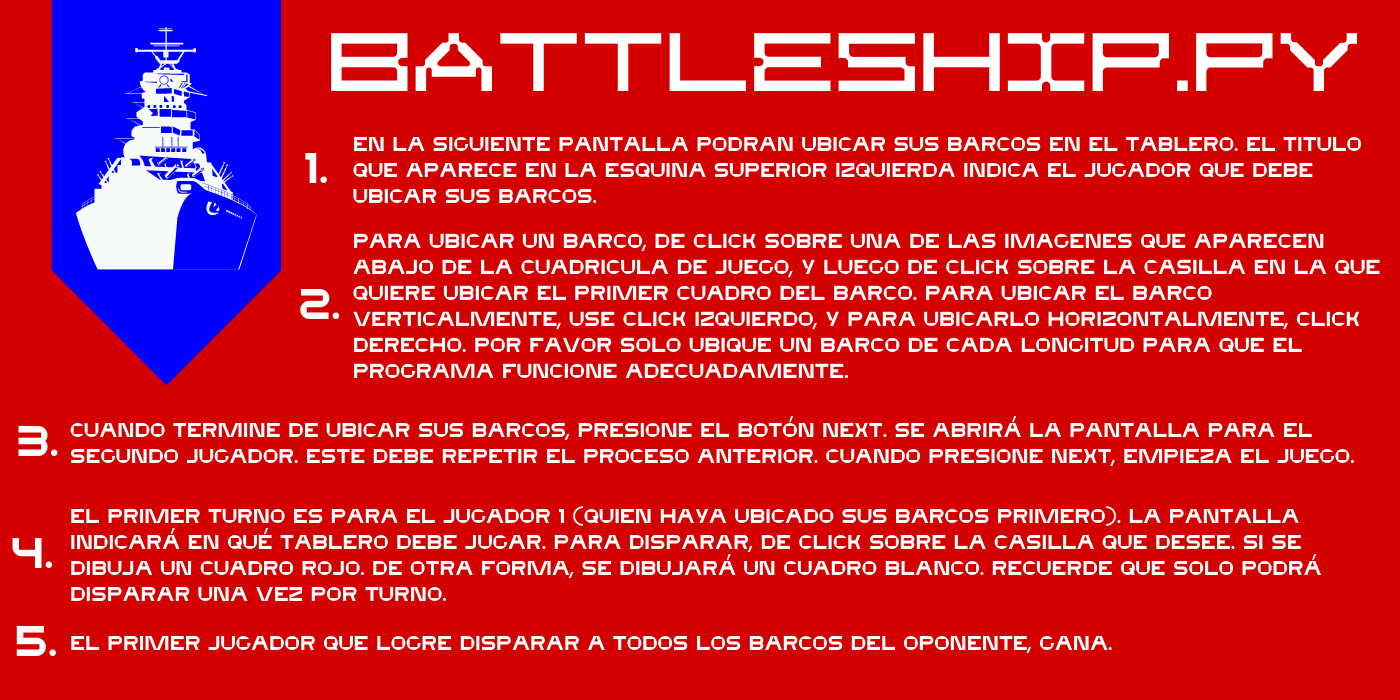 BATTLESHIP.PY
1. EN LA SIGUIENTE PANTALLA PODRAN UBICAR SUS BARCOS EN EL TABLERO. EL TITULO
QUE APARECE EN LA ESQUINA SUPERIOR IZQUIERDA INDICA EL JUGADOR QUE DEBE
UBICAR SUS BARCOS.
2. PARA UBICAR UN BARCO, DE CLICK SOBRE UNA DE LAS IMAGENES QUE APARECEN
ABAJO DE LA CUADRICULA DE JUEGO, Y LUEGO DE CLICK SOBRE LA CASILLA EN LA QUE
QUIERE UBICAR EL PRIMER CUADRO DEL BARCO. PARA UBICAR EL BARCO
VERTICALMENTE, USE CLICK IZQUIERDO, Y PARA UBICARLO HORIZONTALMENTE, CLICK
DERECHO. POR FAVOR SOLO UBIQUE UN BARCO DE CADA LONGITUD PARA QUE EL
PROGRAMA FUNCIONE ADECUADAMENTE.
3. CUANDO TERMINE DE UBICAR SUS BARCOS, PRESIONE EL BOTÓN NEXT. SE ABRIRÁ LA PANTALLA PARA EL
SEGUNDO JUGADOR. ESTE DEBE REPETIR EL PROCESO ANTERIOR. CUANDO PRESIONE NEXT, EMPIEZA EL JUEGO.
4. EL PRIMER TURNO ES PARA EL JUGADOR 1 (QUIEN HAYA UBICADO SUS BARCOS PRIMERO). LA PANTALLA
INDICARÁ EN QUÉ TABLERO DEBE JUGAR. PARA DISPARAR, DE CLICK SOBRE LA CASILLA QUE DESEE. SI SE
DIBUJA UN CUADRO ROJO. DE OTRA FORMA, SE DIBUJARÁ UN CUADRO BLANCO. RECUERDE QUE SOLO PODRÁ
DISPARAR UNA VEZ POR TURNO.
5. EL PRIMER JUGADOR QUE LOGRE DISPARAR A TODOS LOS BARCOS DEL OPONENTE, GANA.